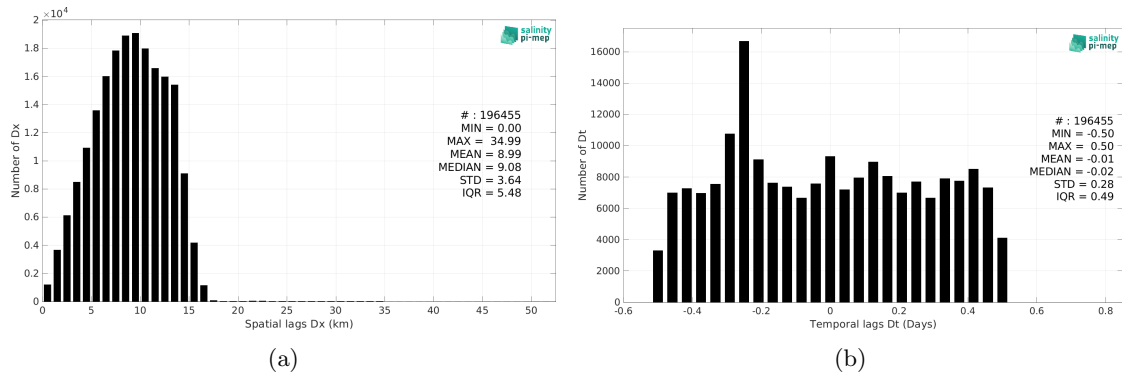 ×10⁴
2
1.8
1.6
1.4
1.2
1
0.8
0.6
0.4
0.2
0
Number of Dx
salinity
pi-mep
# : 196455
MIN = 0.00
MAX = 34.99
MEAN = 8.99
MEDIAN = 9.08
STD = 3.64
IQR = 5.48
0 5 10 15 20 25 30 35 40 45 50
Spatial lags Dx (km)
(a)
16000
14000
12000
10000
8000
6000
4000
2000
0
Number of Dt
salinity
pi-mep
# : 196455
MIN = -0.50
MAX = 0.50
MEAN = -0.01
MEDIAN = -0.02
STD = 0.28
IQR = 0.49
-0.6 -0.4 -0.2 0 0.2 0.4 0.6 0.8
Temporal lags Dt (Days)
(b)